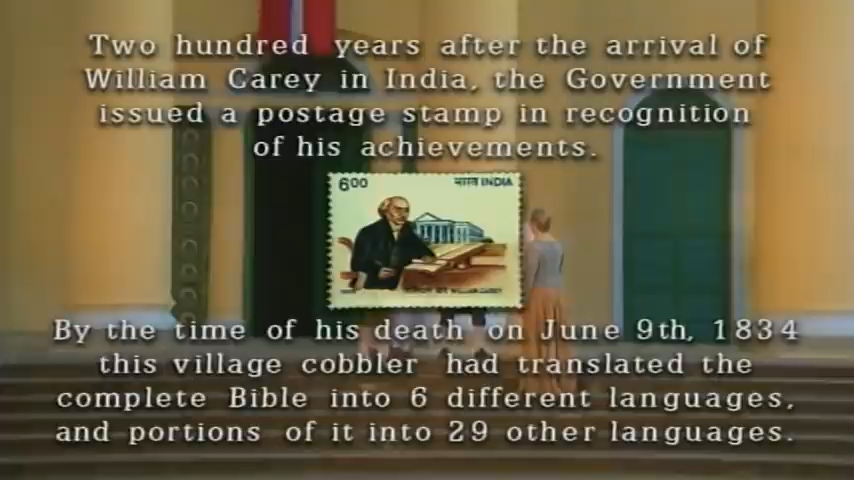 Two hundred years after the arrival of
William Carey in India, the Government
issued a postage stamp in recognition
of his achievements.
600 भारत INDIA
WILLIAM CAREY
By the time of his death on June 9th, 1834
this village cobbler had translated the
complete Bible into 6 different languages,
and portions of it into 29 other languages.